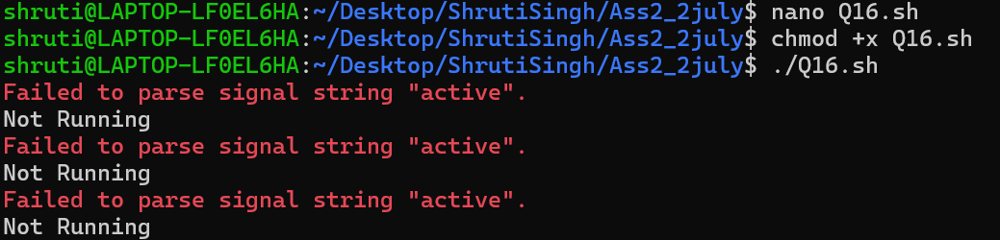 shruti@LAPTOP-LF0EL6HA:~/Desktop/ShrutiSingh/Ass2_2july$ nano Q16.sh
shruti@LAPTOP-LF0EL6HA:~/Desktop/ShrutiSingh/Ass2_2july$ chmod +x Q16.sh
shruti@LAPTOP-LF0EL6HA:~/Desktop/ShrutiSingh/Ass2_2july$ ./Q16.sh
Failed to parse signal string "active".
Not Running
Failed to parse signal string "active".
Not Running
Failed to parse signal string "active".
Not Running